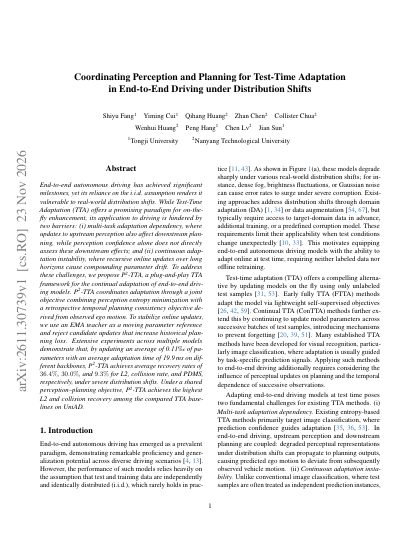 Coordinating Perception and Planning for Test-Time Adaptation
in End-to-End Driving under Distribution Shifts
Shiya Fang¹ Yiming Cui² Qihang Huang¹ Zhan Chen¹ Collister Chua²
Wenhui Huang² Peng Hang¹ Chen Lv² Jian Sun¹
¹Tongji University ²Nanyang Technological University
arXiv:2611.30739v1 [cs.RO] 23 Nov 2026
Abstract
End-to-end autonomous driving has achieved significant
milestones, yet its reliance on the i.i.d. assumption renders it
vulnerable to real-world distribution shifts. While Test-Time
Adaptation (TTA) offers a promising paradigm for on-the-
fly enhancement, its application to driving is hindered by
two barriers: (i) multi-task adaptation dependency, where
updates to upstream perception also affect downstream plan-
ning, while perception confidence alone does not directly
assess these downstream effects; and (ii) continuous adap-
tation instability, where recursive online updates over long
horizons cause compounding parameter drift. To address
these challenges, we propose P²-TTA, a plug-and-play TTA
framework for the continual adaptation of end-to-end driv-
ing models. P²-TTA coordinates adaptation through a joint
objective combining perception entropy minimization with
a retrospective temporal planning consistency objective de-
rived from observed ego motion. To stabilize online updates,
we use an EMA teacher as a moving parameter reference
and reject candidate updates that increase historical plan-
ning loss. Extensive experiments across multiple models
demonstrate that, by updating an average of 0.11% of pa-
rameters with an average adaptation time of 19.9 ms on dif-
ferent backbones, P²-TTA achieves average recovery rates of
36.4%, 30.0%, and 9.3% for L2, collision rate, and PDMS,
respectively, under severe distribution shifts. Under a shared
perception–planning objective, P²-TTA achieves the highest
L2 and collision recovery among the compared TTA base-
lines on UniAD.
1. Introduction
End-to-end autonomous driving has emerged as a prevalent
paradigm, demonstrating remarkable proficiency and gener-
alization potential across diverse driving scenarios [4, 13].
However, the performance of such models relies heavily on
the assumption that test and training data are independently
and identically distributed (i.i.d.), which rarely holds in prac-
tice [11, 43]. As shown in Figure 1(a), these models degrade
sharply under various real-world distribution shifts; for in-
stance, dense fog, brightness fluctuations, or Gaussian noise
can cause error rates to surge under severe corruption. Exist-
ing approaches address distribution shifts through domain
adaptation (DA) [1, 34] or data augmentation [54, 67], but
typically require access to target-domain data in advance,
additional training, or a predefined corruption model. These
requirements limit their applicability when test conditions
change unexpectedly [10, 33]. This motivates equipping
end-to-end autonomous driving models with the ability to
adapt online at test time, requiring neither labeled data nor
offline retraining.
Test-time adaptation (TTA) offers a compelling alterna-
tive by updating models on the fly using only unlabeled
test samples [31, 53]. Early fully TTA (FTTA) methods
adapt the model via lightweight self-supervised objectives
[26, 42, 59]. Continual TTA (ConTTA) methods further ex-
tend this by continuing to update model parameters across
successive batches of test samples, introducing mechanisms
to prevent forgetting [20, 39, 51]. Many established TTA
methods have been developed for visual recognition, partic-
ularly image classification, where adaptation is usually guided
by task-specific prediction signals. Applying such methods
to end-to-end driving additionally requires considering the
influence of perception updates on planning and the temporal
dependence of successive observations.
Adapting end-to-end driving models at test time poses
two fundamental challenges for existing TTA methods. (i)
Multi-task adaptation dependency. Existing entropy-based
TTA methods primarily target image classification, where
prediction confidence guides adaptation [35, 36, 53]. In
end-to-end driving, upstream perception and downstream
planning are coupled: degraded perceptual representations
under distribution shifts can propagate to planning outputs,
causing predicted ego motion to deviate from subsequently
observed vehicle motion. (ii) Continuous adaptation insta-
bility. Unlike conventional image classification, where test
samples are often treated as independent prediction instances,
1